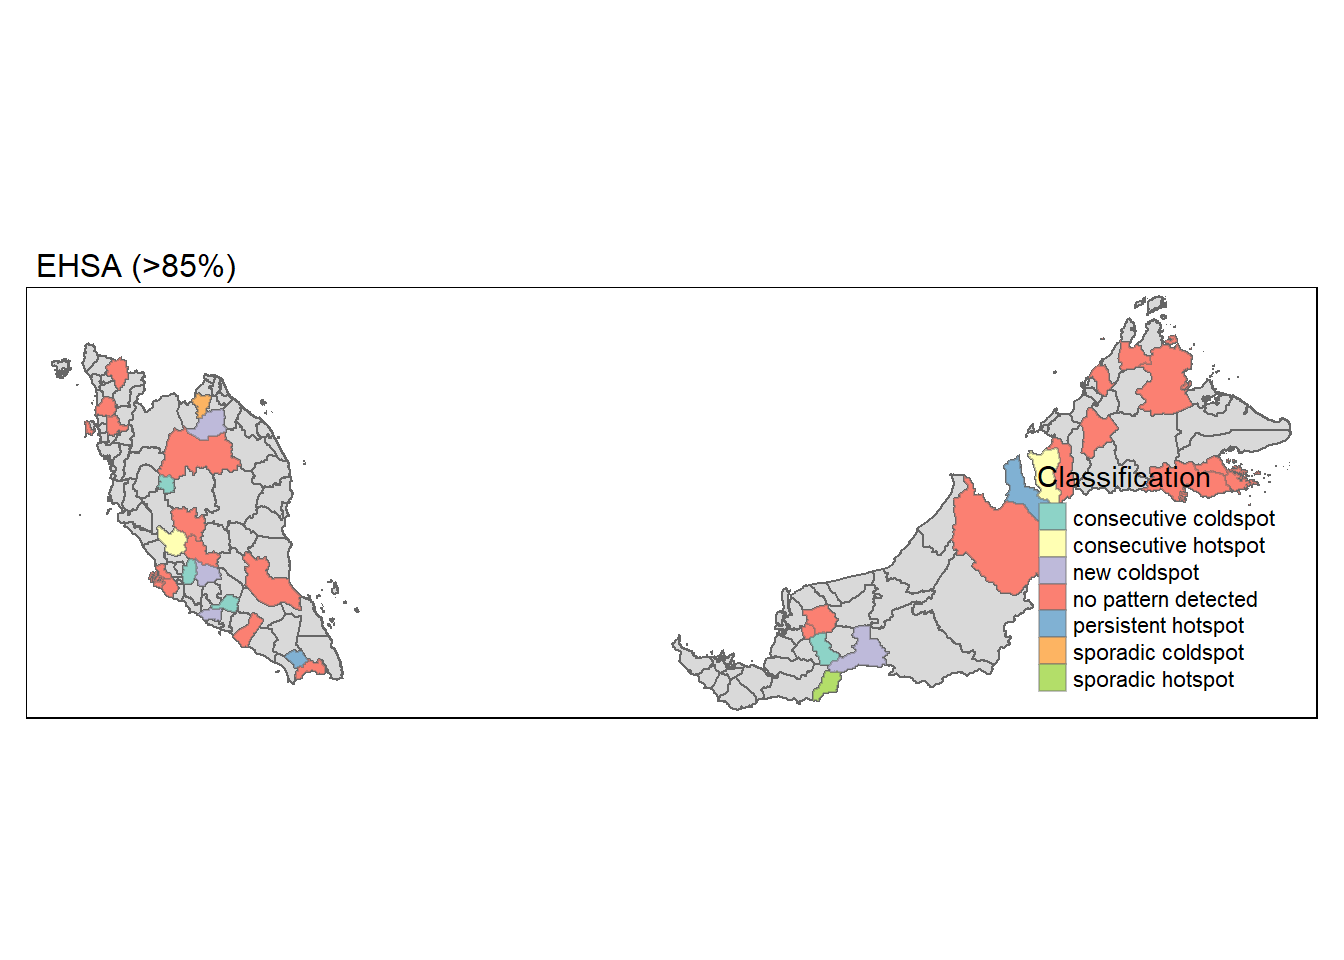 EHSA (>85%)
Classification
consecutive coldspot
consecutive hotspot
new coldspot
no pattern detected
persistent hotspot
sporadic coldspot
sporadic hotspot